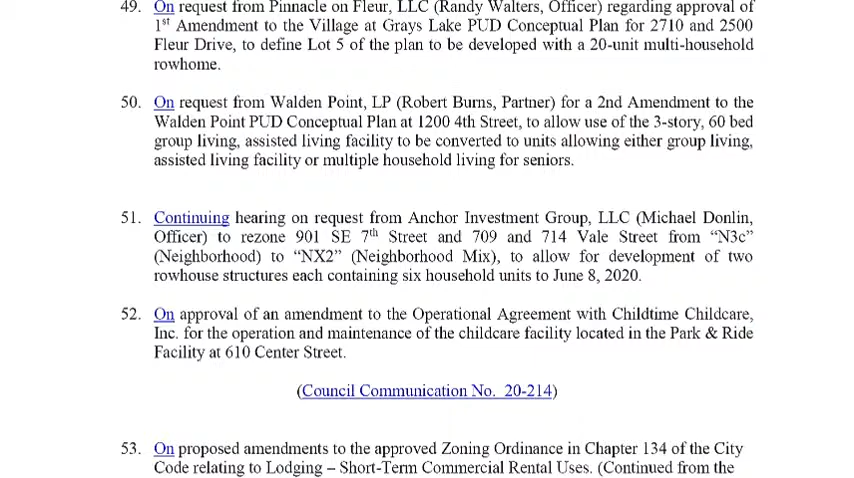 49. On request from Pinnacle on Fleur, LLC (Randy Walters, Officer) regarding approval of
1st Amendment to the Village at Grays Lake PUD Conceptual Plan for 2710 and 2500
Fleur Drive, to define Lot 5 of the plan to be developed with a 20-unit multi-household
rowhome.
50. On request from Walden Point, LP (Robert Burns, Partner) for a 2nd Amendment to the
Walden Point PUD Conceptual Plan at 1200 4th Street, to allow use of the 3-story, 60 bed
group living, assisted living facility to be converted to units allowing either group living,
assisted living facility or multiple household living for seniors.
51. Continuing hearing on request from Anchor Investment Group, LLC (Michael Donlin,
Officer) to rezone 901 SE 7th Street and 709 and 714 Vale Street from “N3c”
(Neighborhood) to “NX2” (Neighborhood Mix), to allow for development of two
rowhouse structures each containing six household units to June 8, 2020.
52. On approval of an amendment to the Operational Agreement with Childtime Childcare,
Inc. for the operation and maintenance of the childcare facility located in the Park & Ride
Facility at 610 Center Street.
(Council Communication No. 20-214)
53. On proposed amendments to the approved Zoning Ordinance in Chapter 134 of the City
Code relating to Lodging – Short-Term Commercial Rental Uses. (Continued from the